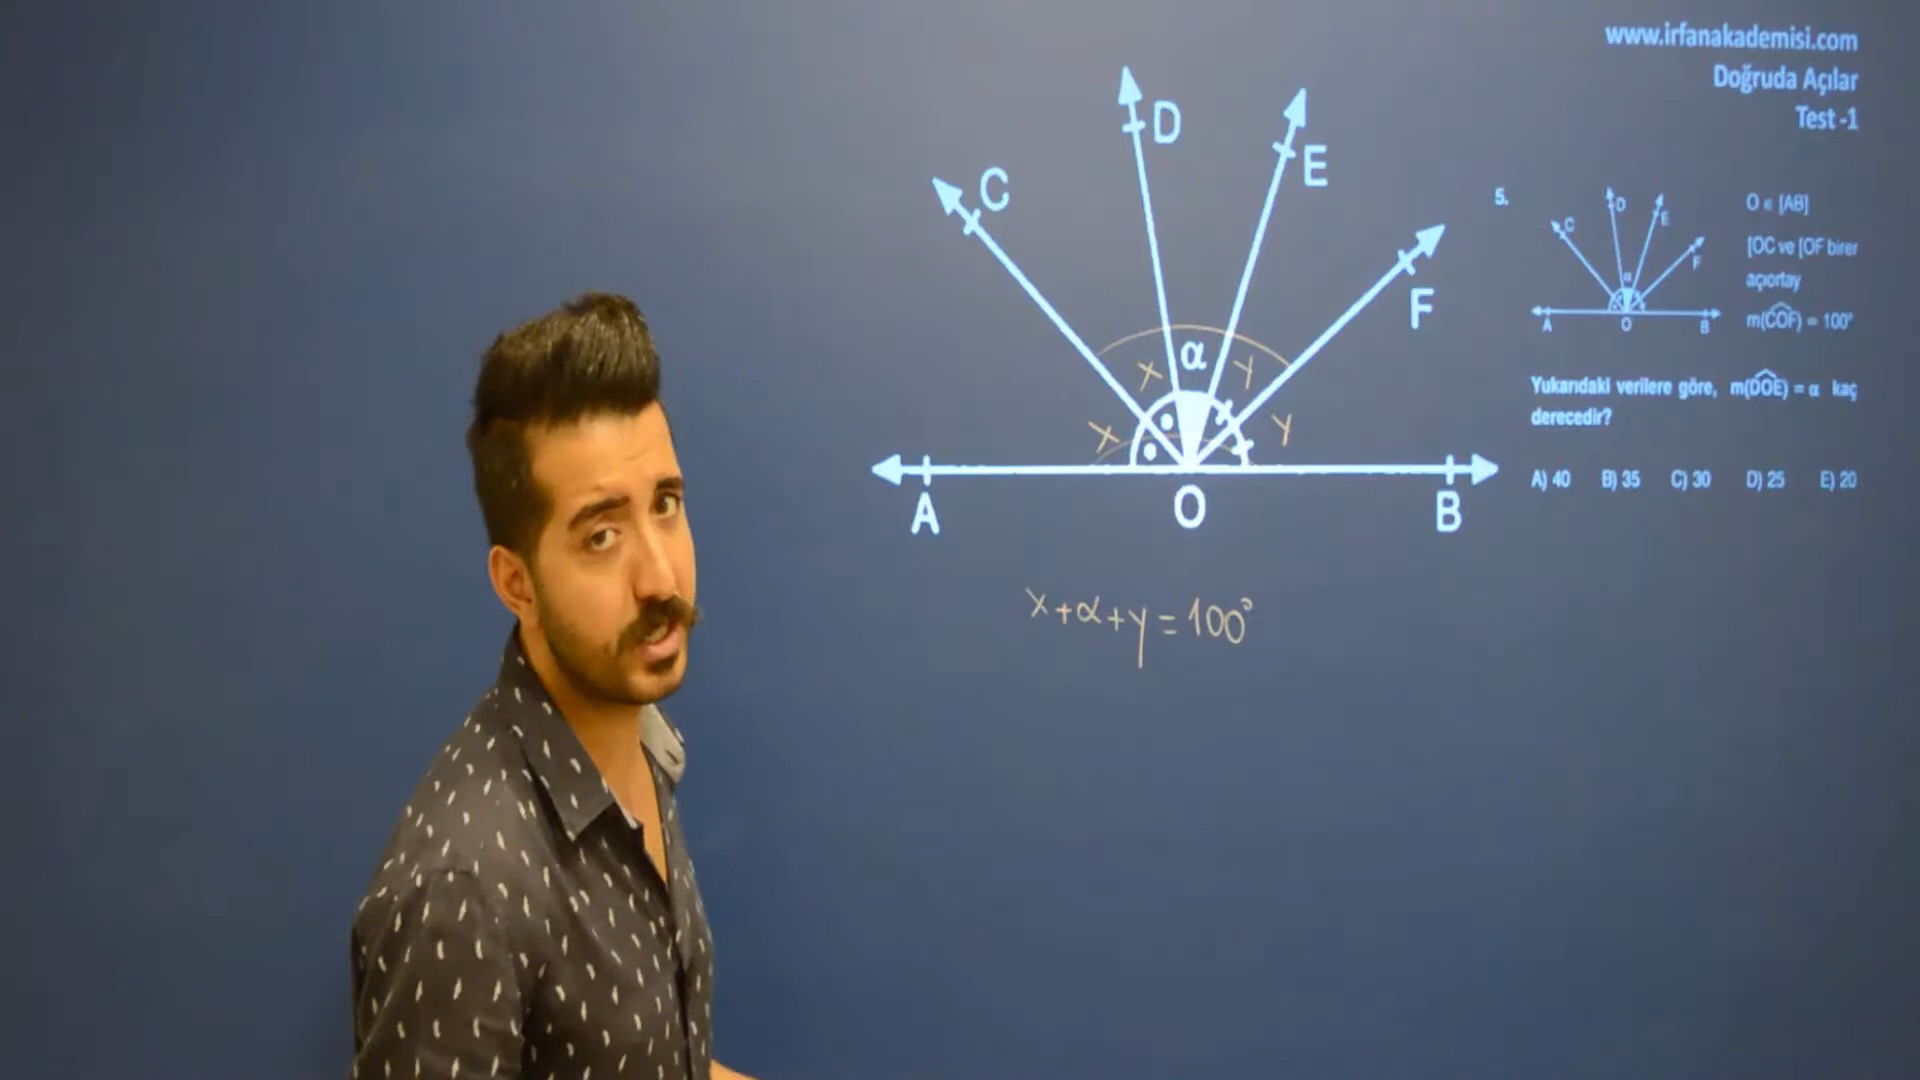 www.irfanakademisi.com
Doğruda Açılar
Test -1
D
E
C
F
α
x
y
x
y
A
O
B
x+α+y=100°
5.
D
E
C
F
α
A
O
B
O ∈ [AB]
[OC ve [OF birer
açıortay
m(COF) = 100°
Yukarıdaki verilere göre, m(DOE) = α kaç
derecedir?
A) 40 B) 35 C) 30 D) 25 E) 20